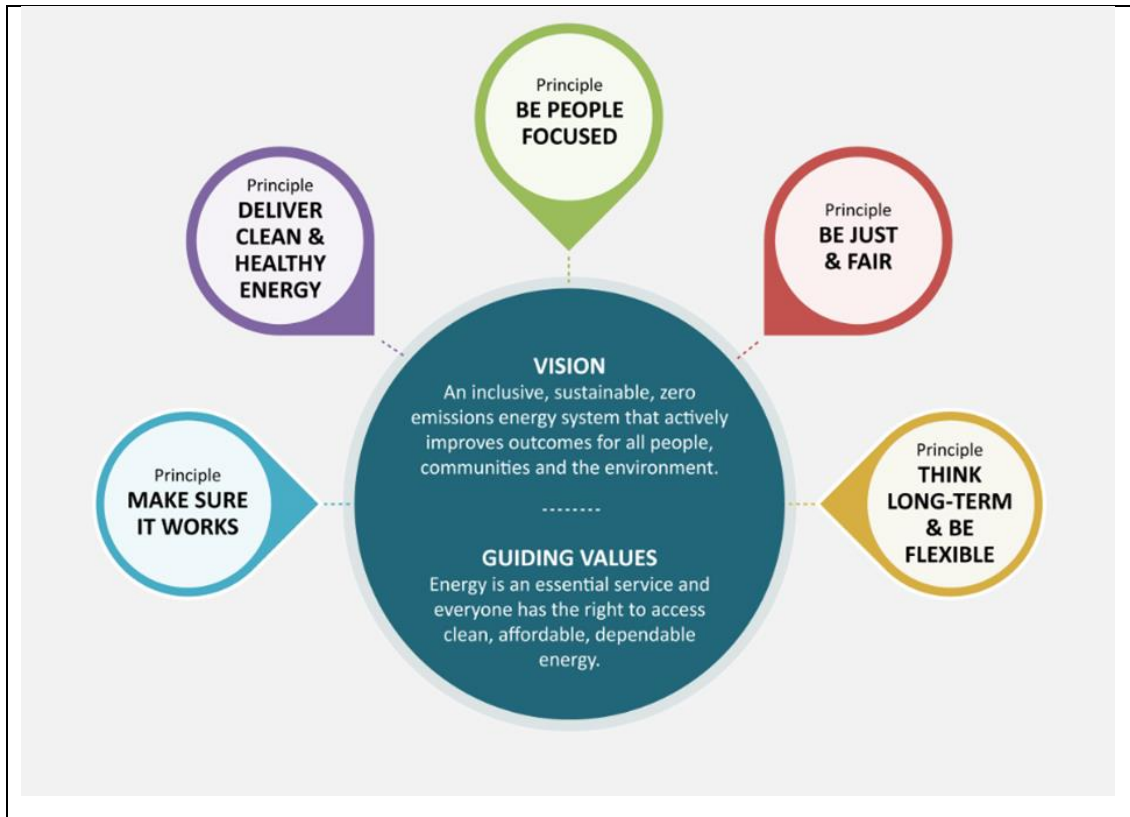 Principle
BE PEOPLE
FOCUSED
Principle
DELIVER
CLEAN &
HEALTHY
ENERGY
Principle
BE JUST
& FAIR
VISION
An inclusive, sustainable, zero
emissions energy system that actively
improves outcomes for all people,
communities and the environment.
--------
GUIDING VALUES
Energy is an essential service and
everyone has the right to access
clean, affordable, dependable
energy.
Principle
MAKE SURE
IT WORKS
Principle
THINK
LONG-TERM
& BE
FLEXIBLE